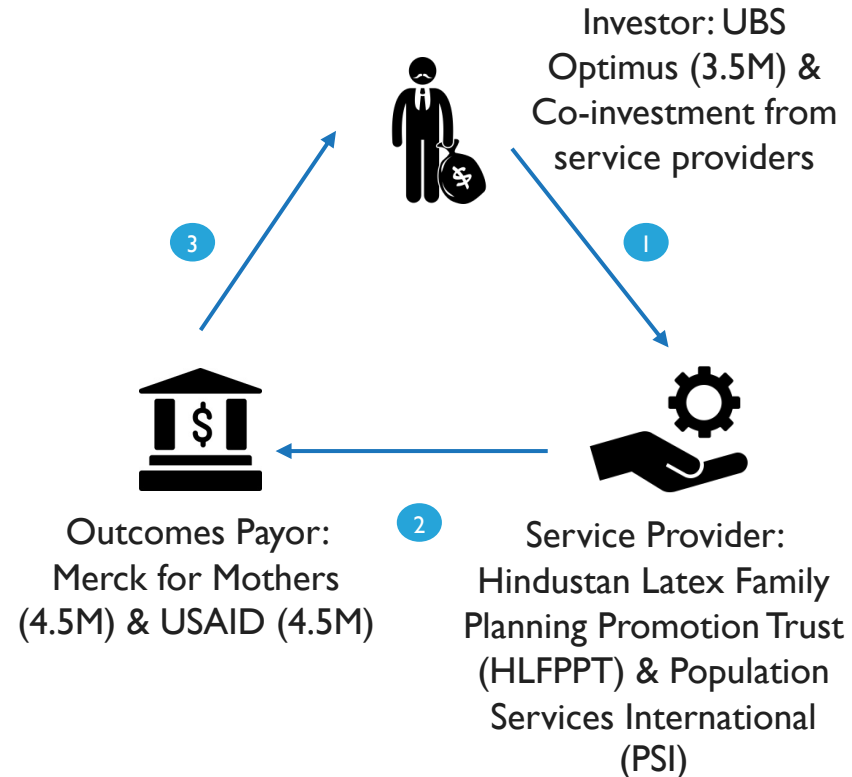 Investor: UBS
Optimus (3.5M) &
Co-investment from
service providers
$
3
1
$
2
Outcomes Payor:
Merck for Mothers
(4.5M) & USAID (4.5M)
Service Provider:
Hindustan Latex Family
Planning Promotion Trust
(HLFPPT) & Population
Services International
(PSI)